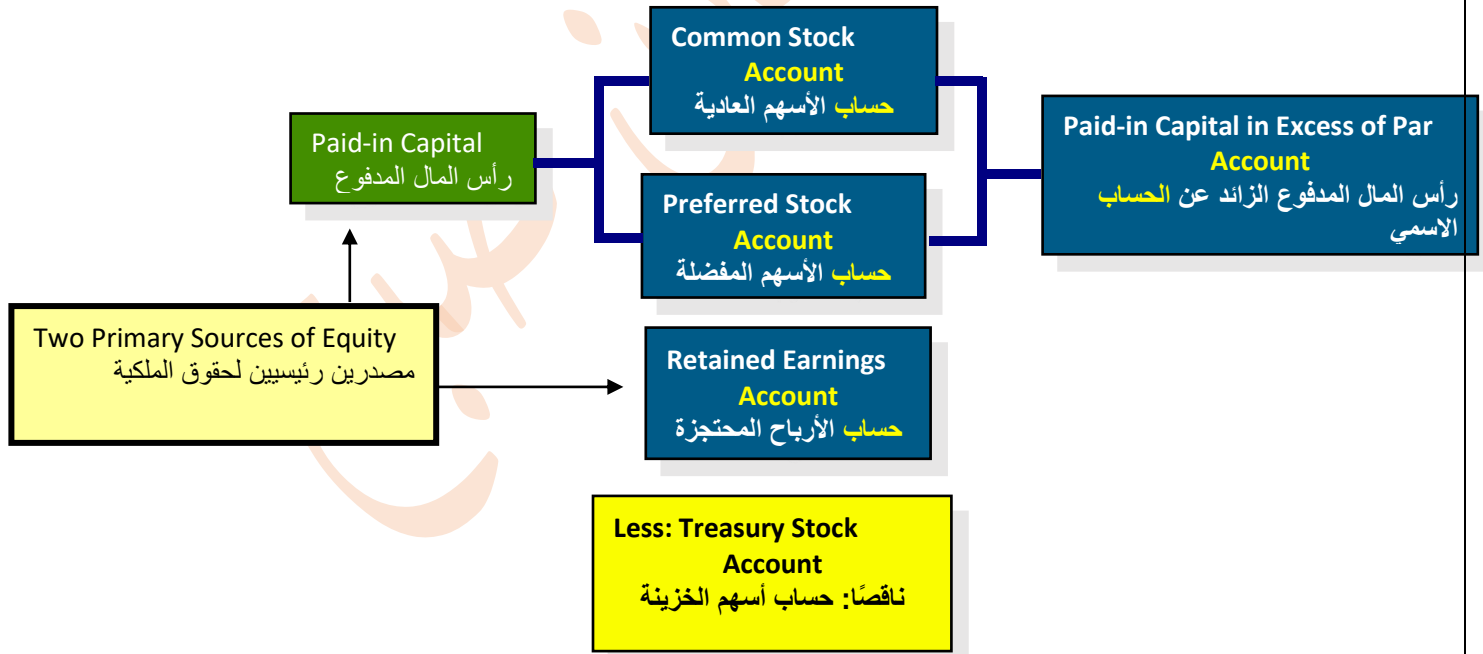 Common Stock
Account
حساب الأسهم العادية
Paid-in Capital
رأس المال المدفوع
Paid-in Capital in Excess of Par
Account
رأس المال المدفوع الزائد عن الحساب
الاسمي
Preferred Stock
Account
حساب الأسهم المفضلة
Two Primary Sources of Equity
مصدرين رئيسيين لحقوق الملكية
Retained Earnings
Account
حساب الأرباح المحتجزة
Less: Treasury Stock
Account
ناقصًا: حساب أسهم الخزينة